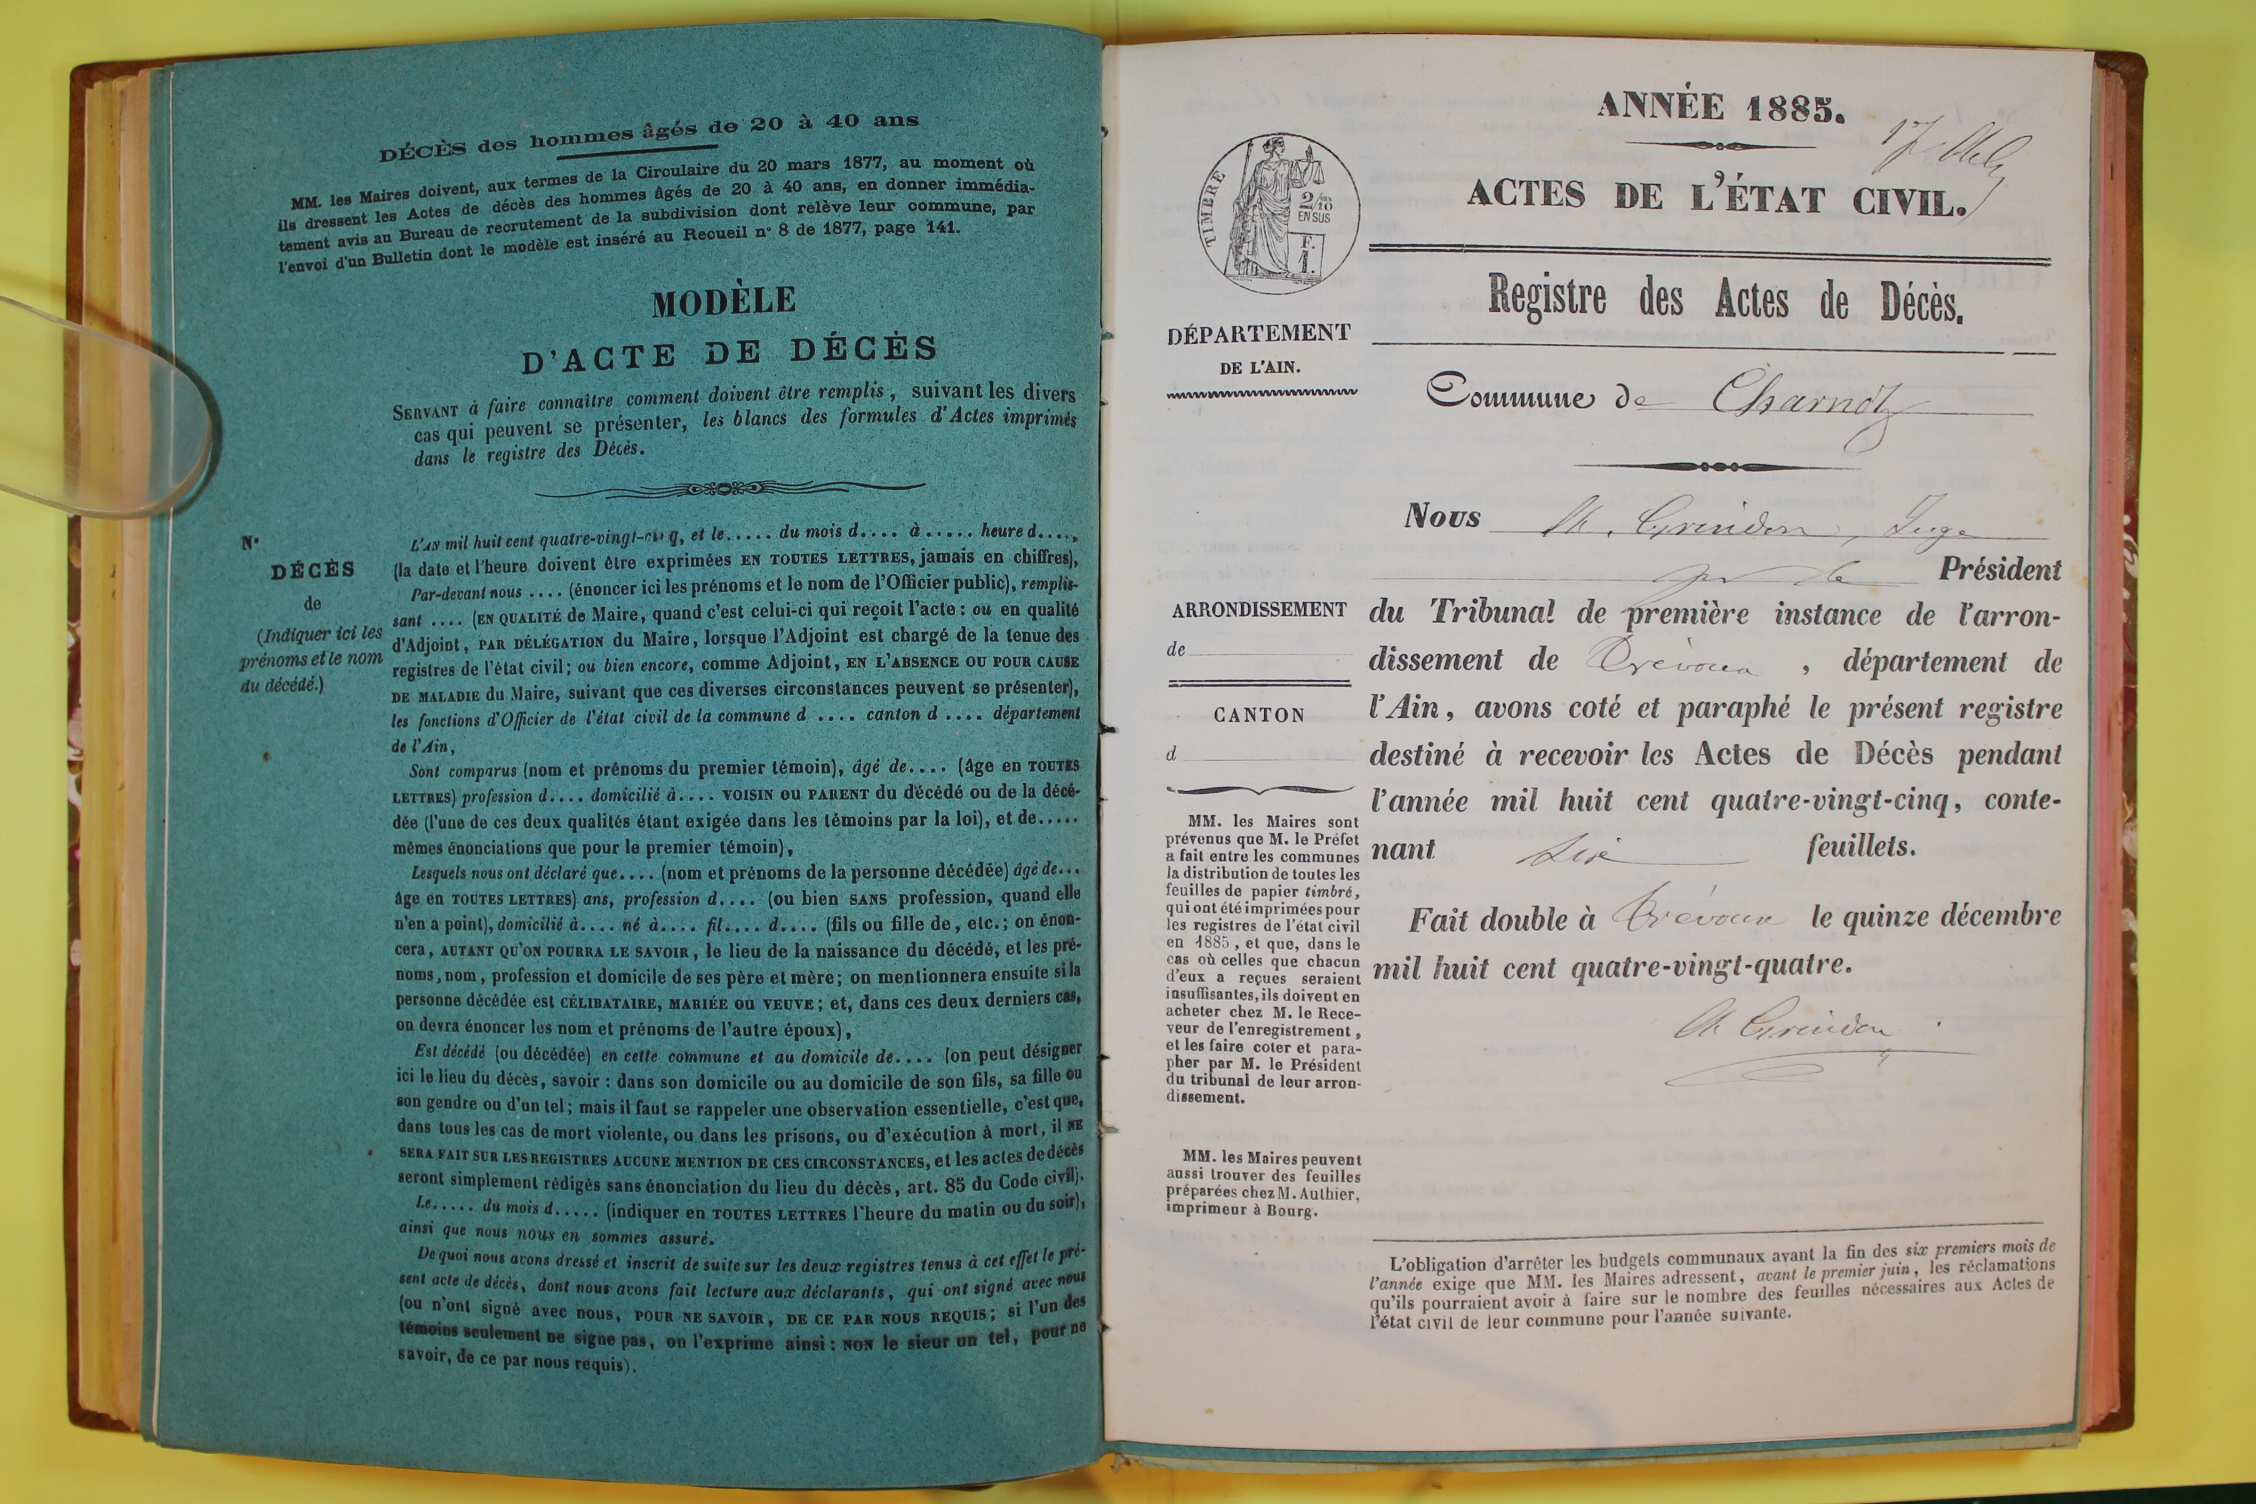 DÉCÈS des hommes âgés de 20 à 40 ans
MM. les Maires doivent, aux termes de la Circulaire du 20 mars 1877, au moment où
ils dressent les Actes de décès des hommes âgés de 20 à 40 ans, en donner immédia-
tement avis au Bureau de recrutement de la subdivision dont relève leur commune, par
l'envoi d'un Bulletin dont le modèle est inséré au Recueil n° 8 de 1877, page 141.
MODÈLE
D'ACTE DE DÉCÈS
SERVANT à faire connaître comment doivent être remplis, suivant les divers
cas qui peuvent se présenter, les blancs des formules d'Actes imprimés
dans le registre des Décès.
N°
DÉCÈS
de
(Indiquer ici les
prénoms et le nom
du décédé.)
L'AN mil huit cent quatre-vingt-cinq, et le..... du mois d.... à ..... heure d....,
(la date et l'heure doivent être exprimées EN TOUTES LETTRES, jamais en chiffres),
Par-devant nous .... (énoncer ici les prénoms et le nom de l'Officier public), remplis-
sant .... (EN QUALITÉ de Maire, quand c'est celui-ci qui reçoit l'acte : ou en qualité
d'Adjoint, PAR DÉLÉGATION du Maire, lorsque l'Adjoint est chargé de la tenue des
registres de l'état civil; ou bien encore, comme Adjoint, EN L'ABSENCE OU POUR CAUSE
DE MALADIE du Maire, suivant que ces diverses circonstances peuvent se présenter),
les fonctions d'Officier de l'état civil de la commune d .... canton d .... département
de l'Ain,
Sont comparus (nom et prénoms du premier témoin), âgé de.... (âge en TOUTES
LETTRES) profession d.... domicilié à.... VOISIN OU PARENT du décédé ou de la décé-
dée (l'une de ces deux qualités étant exigée dans les témoins par la loi), et de.....
mêmes énonciations que pour le premier témoin),
Lesquels nous ont déclaré que.... (nom et prénoms de la personne décédée) âgé de...
âge en TOUTES LETTRES) ans, profession d.... (ou bien SANS profession, quand elle
n'en a point), domicilié à.... né à.... fil.... d.... (fils ou fille de, etc.; on énon-
cera, AUTANT QU'ON POURRA LE SAVOIR, le lieu de la naissance du décédé, et les pré-
noms, nom, profession et domicile de ses père et mère; on mentionnera ensuite si la
personne décédée est CÉLIBATAIRE, MARIÉE OU VEUVE; et, dans ces deux derniers cas,
on devra énoncer les nom et prénoms de l'autre époux),
Est décédé (ou décédée) en cette commune et au domicile de.... (on peut désigner
ici le lieu du décès, savoir : dans son domicile ou au domicile de son fils, sa fille ou
son gendre ou d'un tel; mais il faut se rappeler une observation essentielle, c'est que,
dans tous les cas de mort violente, ou dans les prisons, ou d'exécution à mort, il NE
SERA FAIT SUR LES REGISTRES AUCUNE MENTION DE CES CIRCONSTANCES, et les actes de décès
seront simplement rédigés sans énonciation du lieu du décès, art. 85 du Code civil).
Le..... du mois d..... (indiquer en TOUTES LETTRES l'heure du matin ou du soir),
ainsi que nous nous en sommes assuré.
De quoi nous avons dressé et inscrit de suite sur les deux registres tenus à cet effet le pré-
sent acte de décès, dont nous avons fait lecture aux déclarants, qui ont signé avec nous
(ou n'ont signé avec nous, POUR NE SAVOIR, DE CE PAR NOUS REQUIS; si l'un des
témoins seulement ne signe pas, on l'exprime ainsi : NON le sieur un tel, pour ne
savoir, de ce par nous requis).
ANNÉE 1885.
ACTES DE L'ÉTAT CIVIL.
TIMBRE
2/10
EN SUS
F.
1.
Registre des Actes de Décès.
DÉPARTEMENT
DE L'AIN.
Commune de Charnoz
Nous Ch. Grindon, Juge
Président
ARRONDISSEMENT
de
CANTON
d
du Tribunal de première instance de l'arron-
dissement de Trévoux, département de
l'Ain, avons coté et paraphé le présent registre
destiné à recevoir les Actes de Décès pendant
l'année mil huit cent quatre-vingt-cinq, conte-
nant six feuillets.
Fait double à Trévoux le quinze décembre
mil huit cent quatre-vingt-quatre.
Ch Grindon
MM. les Maires sont
prévenus que M. le Préfet
a fait entre les communes
la distribution de toutes les
feuilles de papier timbré,
qui ont été imprimées pour
les registres de l'état civil
en 1885, et que, dans le
cas où celles que chacun
d'eux a reçues seraient
insuffisantes, ils doivent en
acheter chez M. le Rece-
veur de l'enregistrement,
et les faire coter et para-
pher par M. le Président
du tribunal de leur arron-
dissement.
MM. les Maires peuvent
aussi trouver des feuilles
préparées chez M. Authier,
imprimeur à Bourg.
L'obligation d'arrêter les budgets communaux avant la fin des six premiers mois de
l'année exige que MM. les Maires adressent, avant le premier juin, les réclamations
qu'ils pourraient avoir à faire sur le nombre des feuilles nécessaires aux Actes de
l'état civil de leur commune pour l'année suivante.